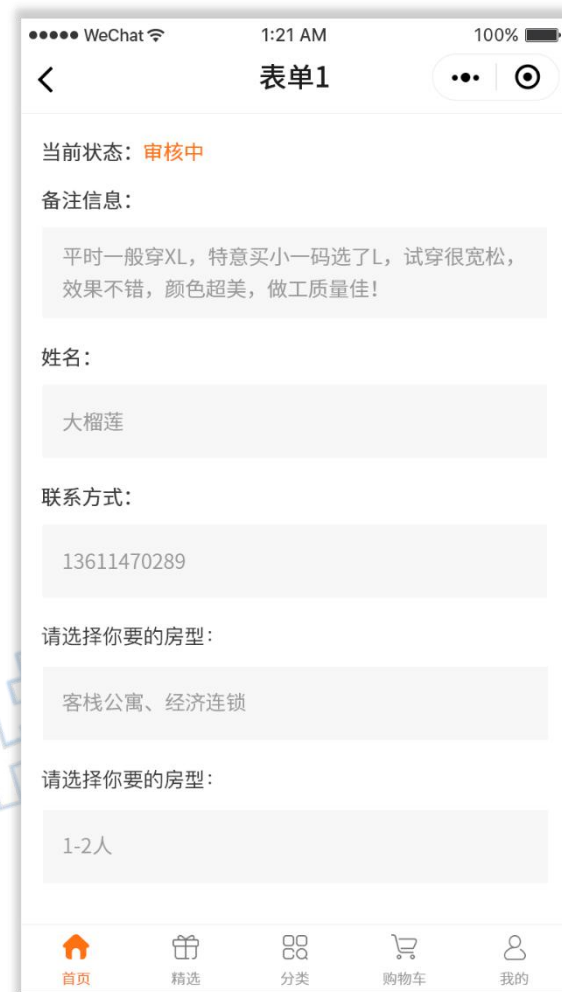 WeChat
1:21 AM
100%
表单1
当前状态：审核中
备注信息：
平时一般穿XL，特意买小一码选了L，试穿很宽松，
效果不错，颜色超美，做工质量佳！
姓名：
大榴莲
联系方式：
13611470289
请选择你要的房型：
客栈公寓、经济连锁
请选择你要的房型：
1-2人
首页
精选
分类
购物车
我的